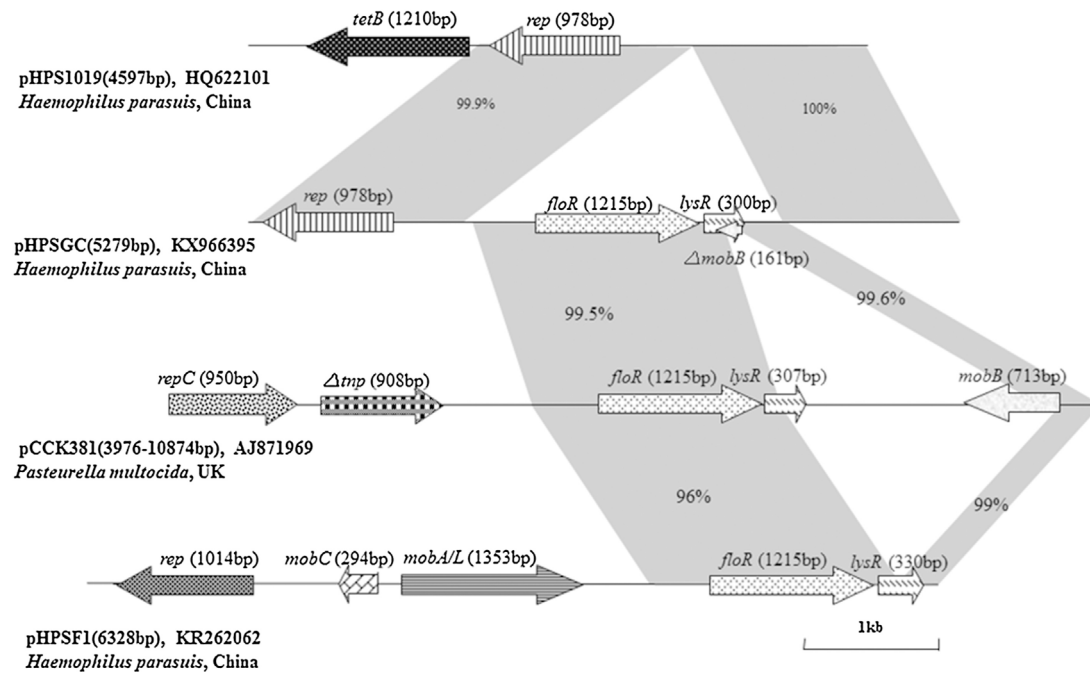 tetB (1210bp) rep (978bp)
pHPS1019(4597bp), HQ622101
Haemophilus parasuis, China
99.9%
100%
rep (978bp)
floR (1215bp) lysR (300bp)
pHPSGC(5279bp), KX966395
Haemophilus parasuis, China
△mobB (161bp)
99.5%
99.6%
repC (950bp) △tnp (908bp) floR (1215bp) lysR (307bp) mobB (713bp)
pCCK381(3976-10874bp), AJ871969
Pasteurella multocida, UK
96%
99%
rep (1014bp) mobC (294bp) mobA/L (1353bp) floR (1215bp) lysR (330bp)
pHPSF1(6328bp), KR262062
Haemophilus parasuis, China
1kb